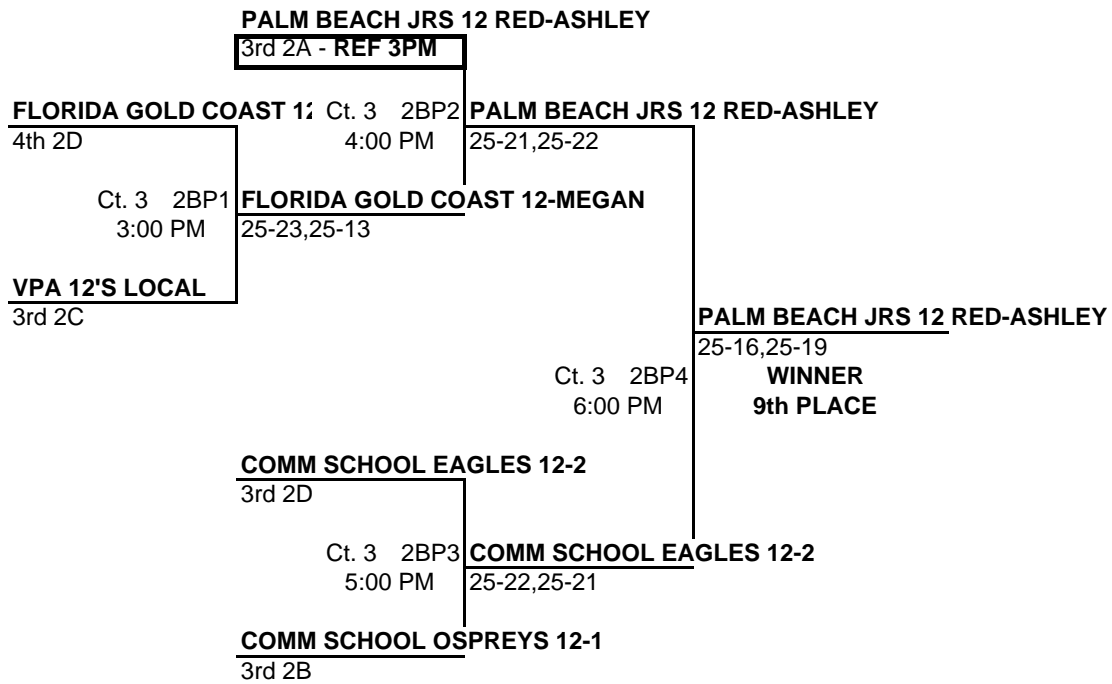 PALM BEACH JRS 12 RED-ASHLEY
3rd 2A - REF 3PM
FLORIDA GOLD COAST 12 Ct. 3 2BP2 PALM BEACH JRS 12 RED-ASHLEY
4th 2D 4:00 PM 25-21,25-22
Ct. 3 2BP1 FLORIDA GOLD COAST 12-MEGAN
3:00 PM 25-23,25-13
VPA 12'S LOCAL
3rd 2C PALM BEACH JRS 12 RED-ASHLEY
25-16,25-19
Ct. 3 2BP4 WINNER
6:00 PM 9th PLACE
COMM SCHOOL EAGLES 12-2
3rd 2D
Ct. 3 2BP3 COMM SCHOOL EAGLES 12-2
5:00 PM 25-22,25-21
COMM SCHOOL OSPREYS 12-1
3rd 2B